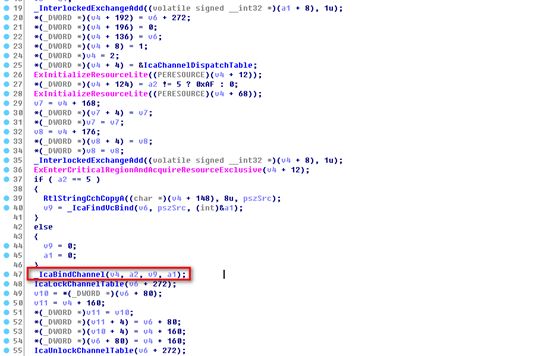 19 _InterlockedExchangeAdd((volatile signed __int32 *)(a1 + 8), 1u);
20 *(_DWORD *)(v4 + 192) = v6 + 272;
21 *(_DWORD *)(v4 + 196) = 0;
22 *(_DWORD *)(v4 + 136) = v6;
23 *(_DWORD *)(v4 + 8) = 1;
24 *(_DWORD *)v4 = 2;
25 *(_DWORD *)(v4 + 4) = &IcaChannelDispatchTable;
26 ExInitializeResourceLite((PERESOURCE)(v4 + 12));
27 *(_DWORD *)(v4 + 124) = a2 != 5 ? 0xAF : 0;
28 ExInitializeResourceLite((PERESOURCE)(v4 + 68));
29 v7 = v4 + 168;
30 *(_DWORD *)(v7 + 4) = v7;
31 *(_DWORD *)v7 = v7;
32 v8 = v4 + 176;
33 *(_DWORD *)(v8 + 4) = v8;
34 *(_DWORD *)v8 = v8;
35 _InterlockedExchangeAdd((volatile signed __int32 *)(v4 + 8), 1u);
36 ExEnterCriticalRegionAndAcquireResourceExclusive(v4 + 12);
37 if ( a2 == 5 )
38 {
39 RtlStringCchCopyA((char *)(v4 + 148), 8u, pszSrc);
40 v9 = _IcaFindVcBind(v6, pszSrc, (int)&a1);
41 }
42 else
43 {
44 v9 = 0;
45 a1 = 0;
46 }
47 _IcaBindChannel(v4, a2, v9, a1);
48 IcaLockChannelTable(v6 + 272);
49 v10 = *(_DWORD *)(v6 + 80);
50 v11 = v4 + 160;
51 *(_DWORD *)v11 = v10;
52 *(_DWORD *)(v11 + 4) = v6 + 80;
53 *(_DWORD *)(v10 + 4) = v4 + 160;
54 *(_DWORD *)(v6 + 80) = v4 + 160;
55 IcaUnlockChannelTable(v6 + 272);